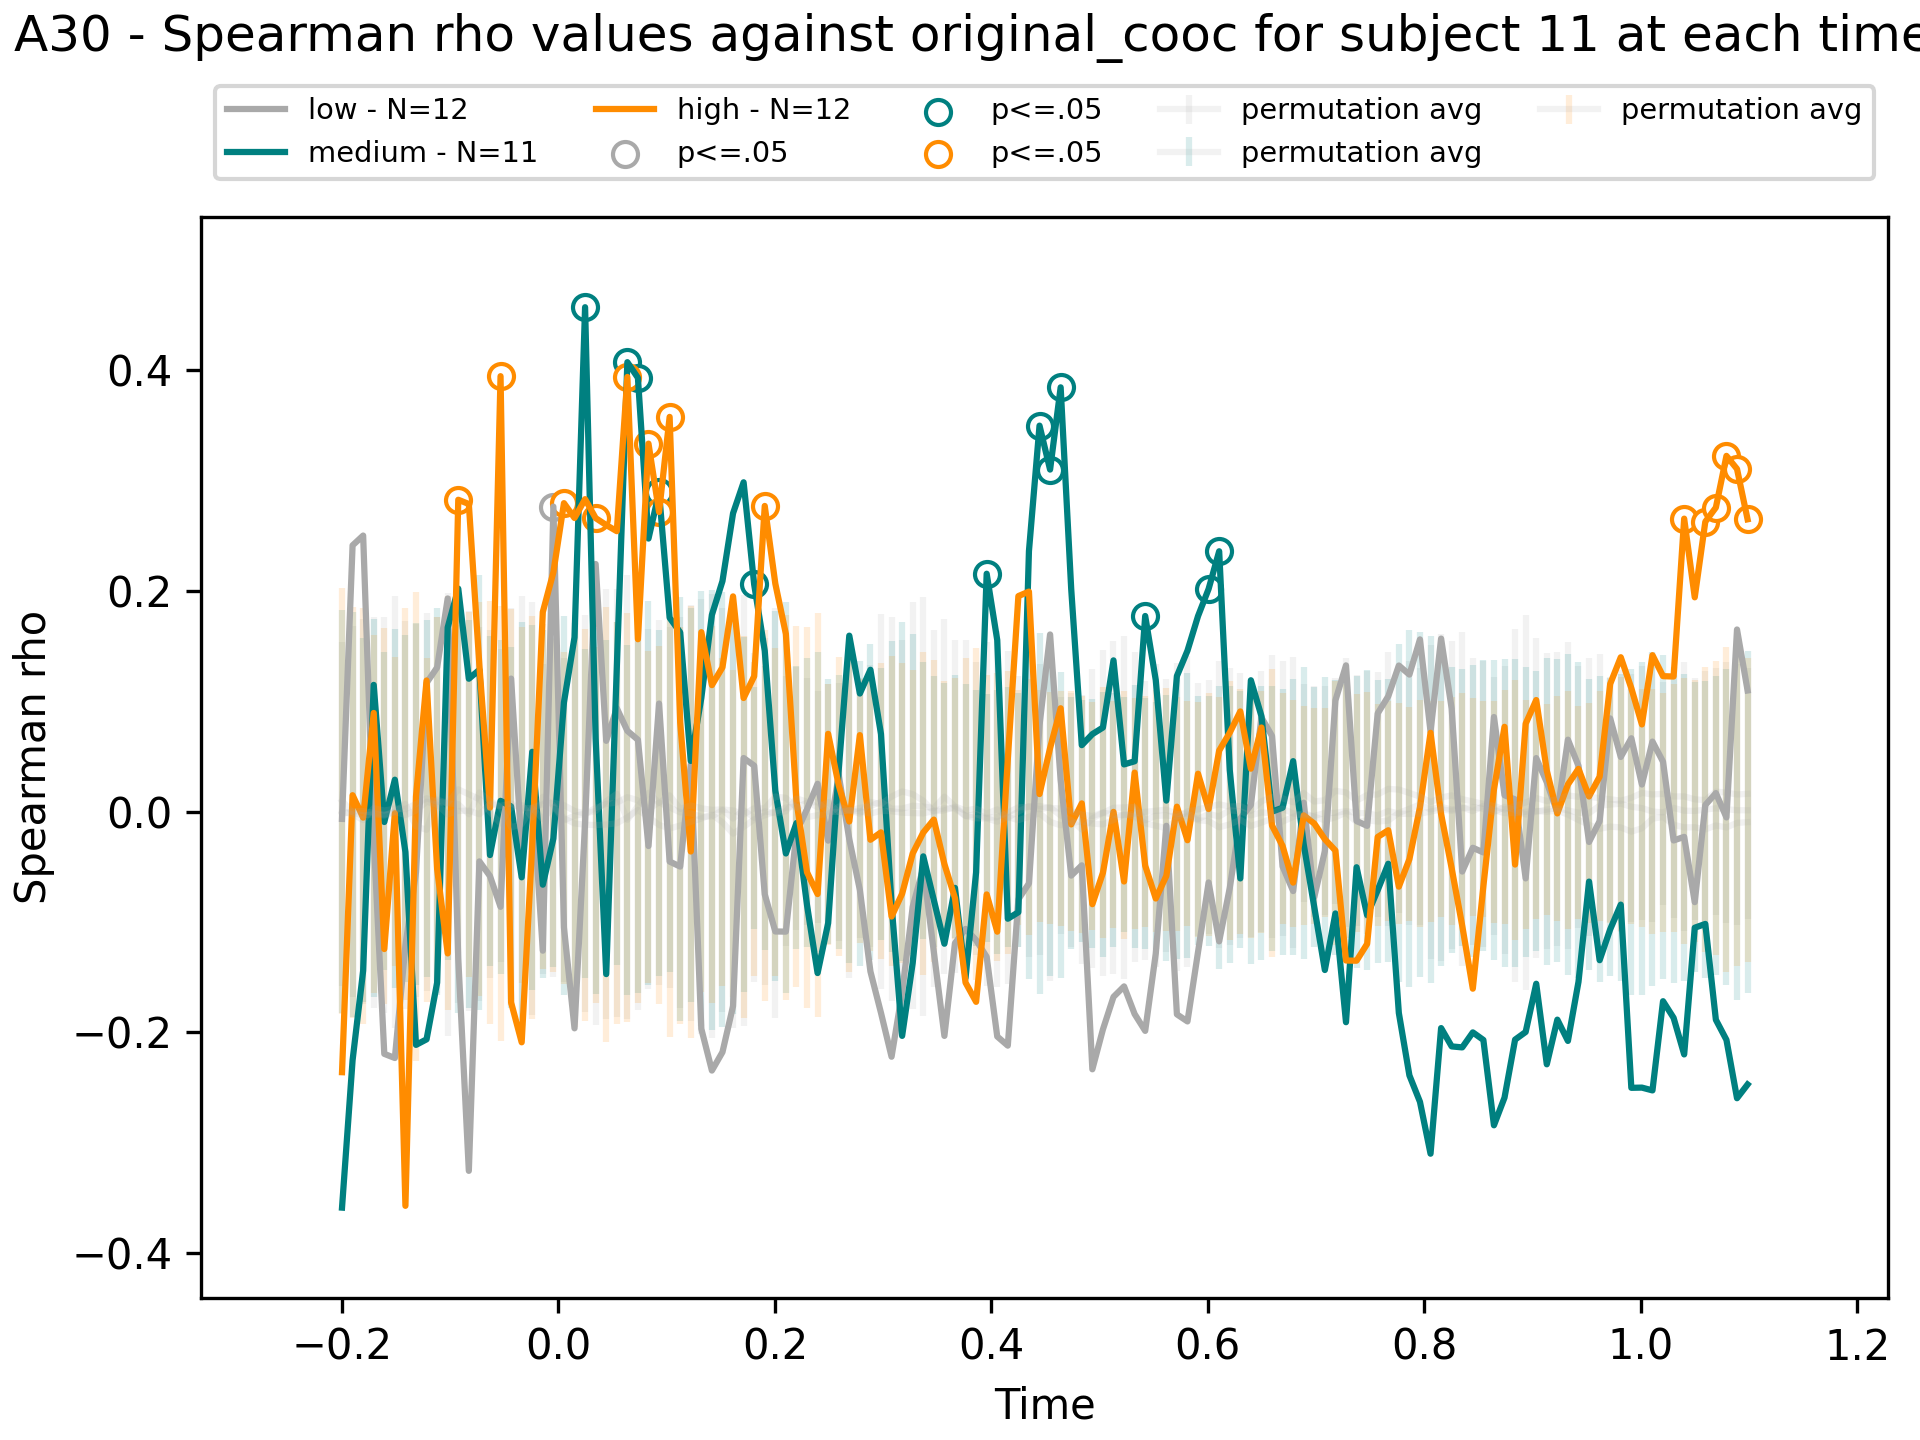 A30 - Spearman rho values against original_cooc for subject 11 at each time
low - N=12
medium - N=11
high - N=12
p<=.05
p<=.05
p<=.05
permutation avg
permutation avg
permutation avg
Spearman rho
0.4
0.2
0.0
−0.2
−0.4
−0.2 0.0 0.2 0.4 0.6 0.8 1.0 1.2
Time